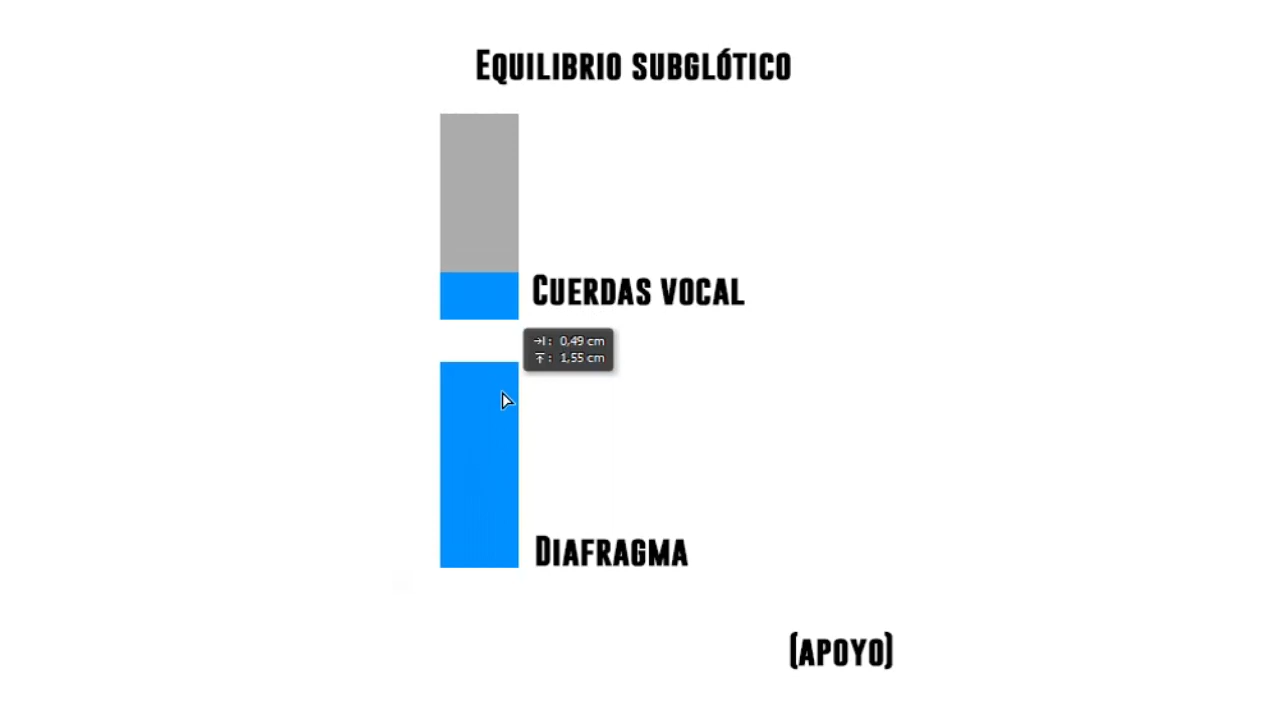 Equilibrio subglótico
Cuerdas vocal
→I : 0,49 cm
↑ : 1,55 cm
Diafragma
(apoyo)